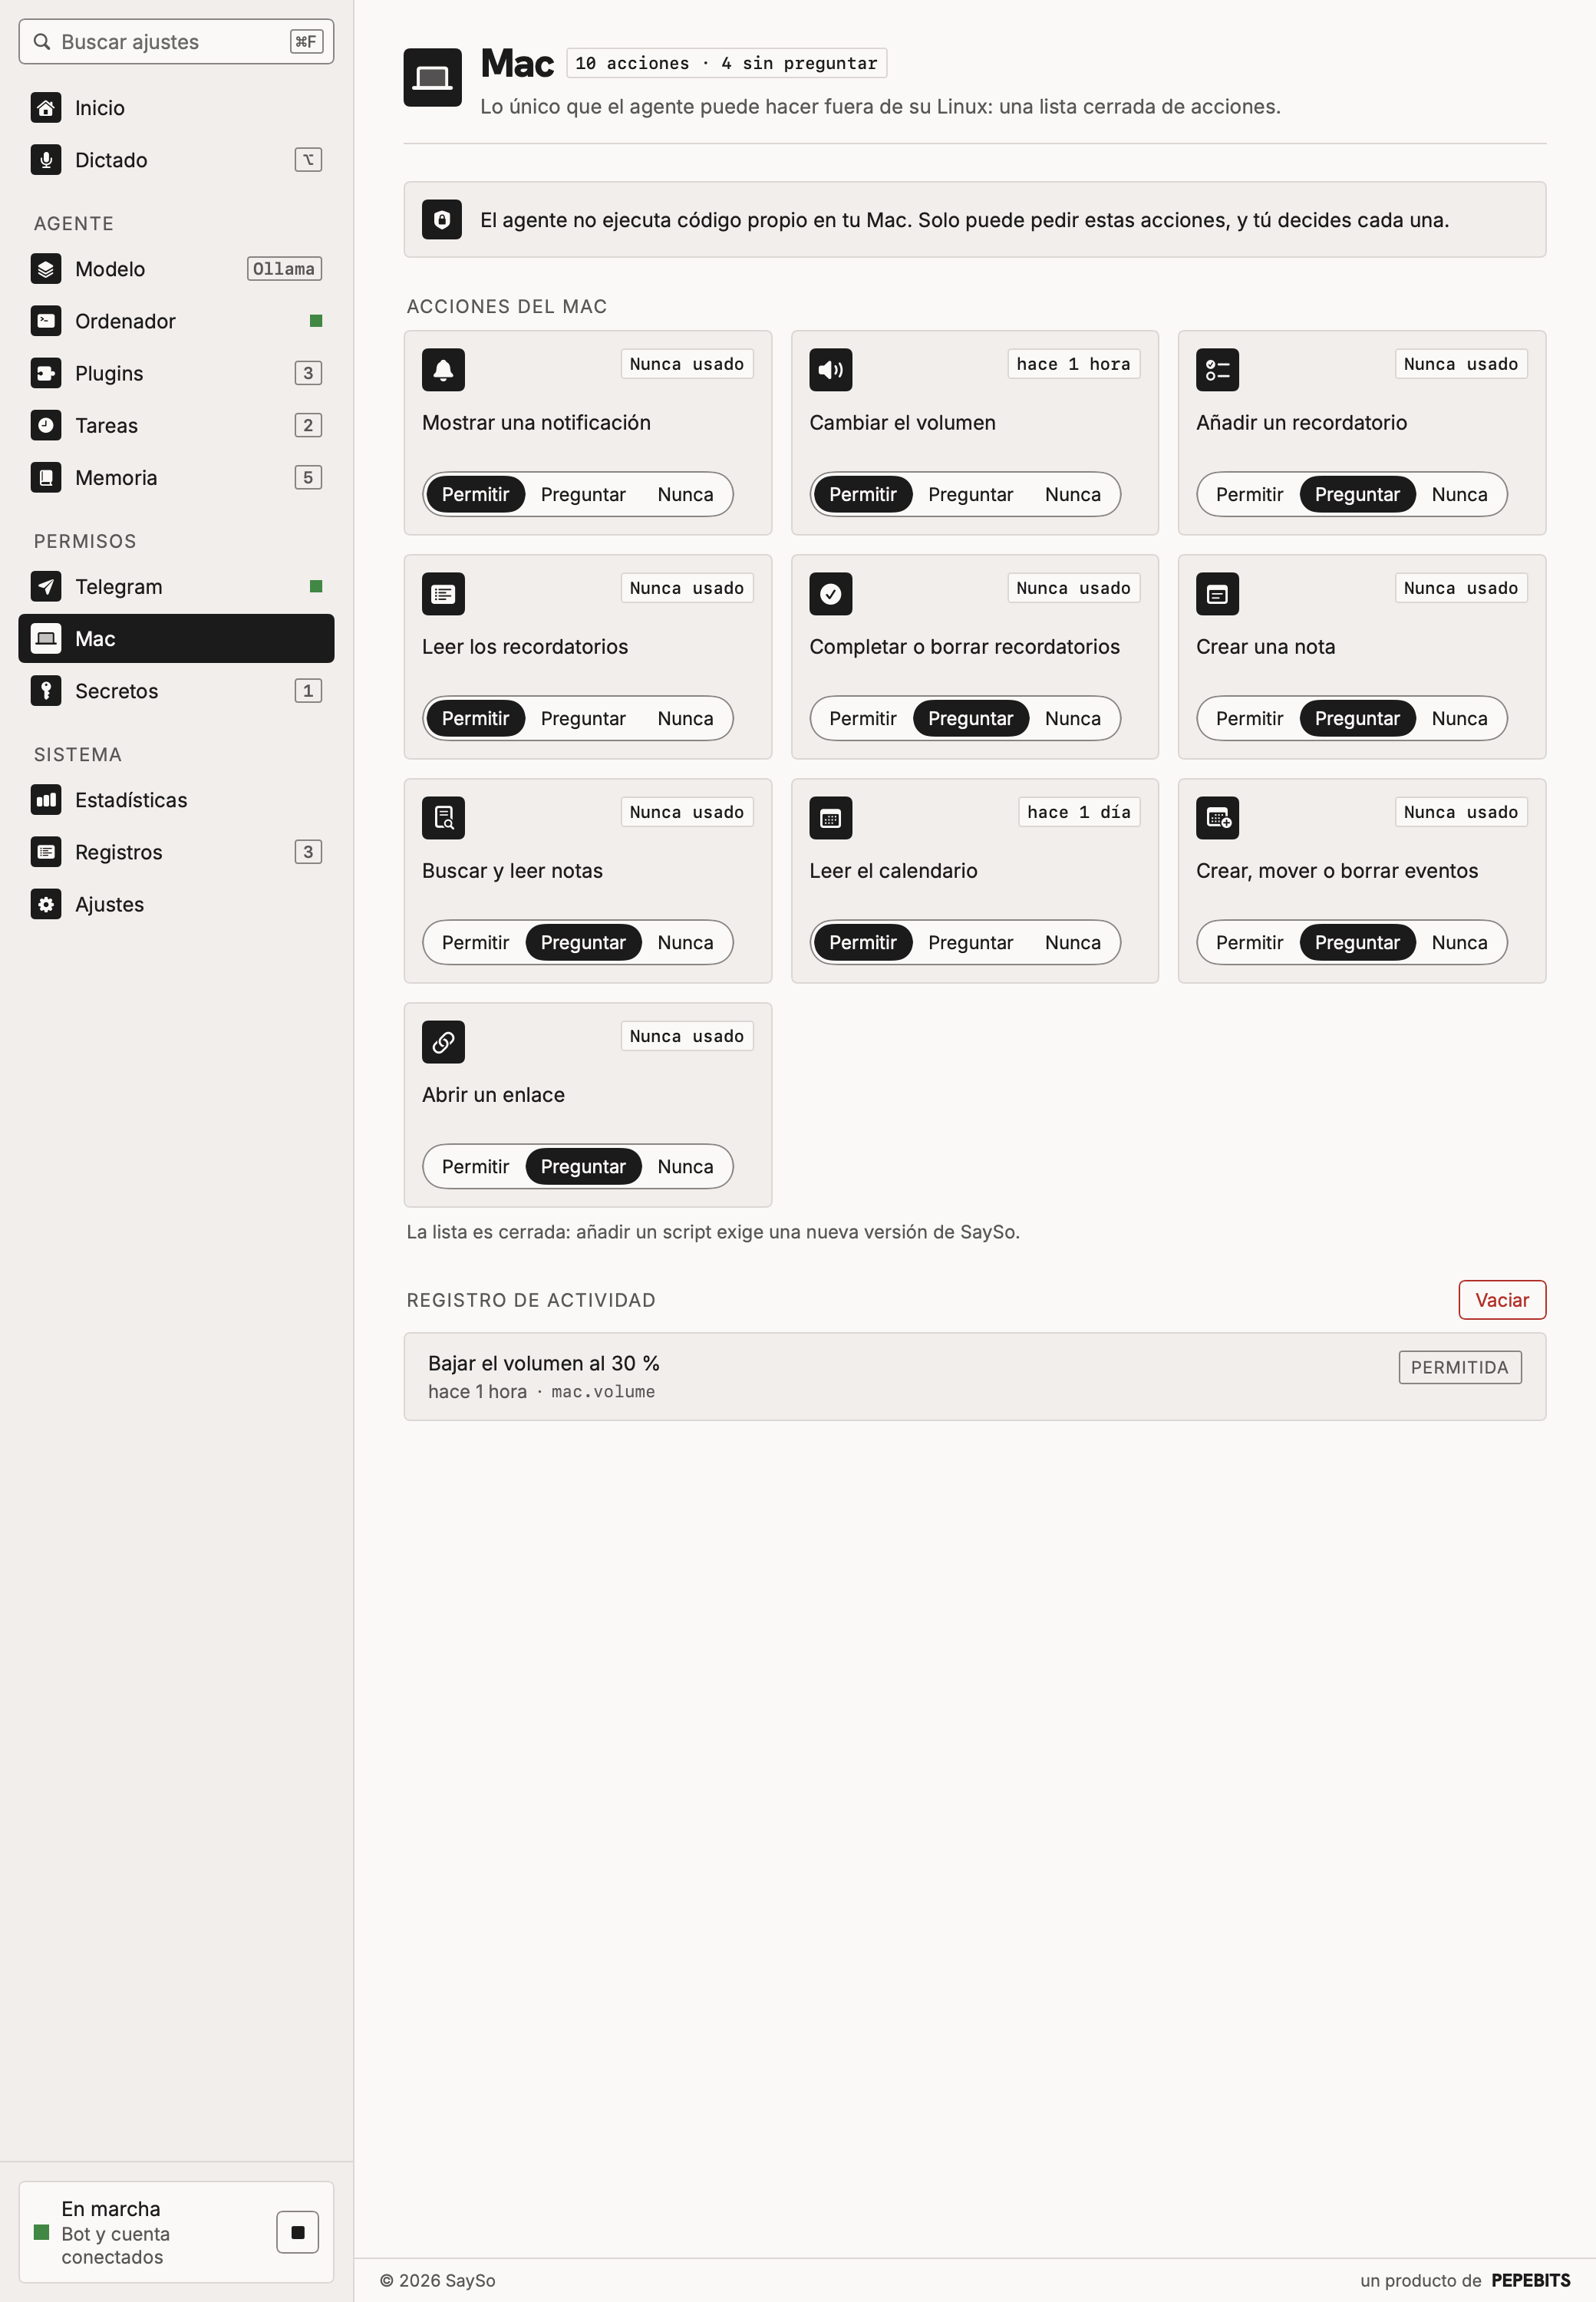 Buscar ajustes ⌘F
Inicio
Dictado ⌥
AGENTE
Modelo Ollama
Ordenador
Plugins 3
Tareas 2
Memoria 5
PERMISOS
Telegram
Mac
Secretos 1
SISTEMA
Estadísticas
Registros 3
Ajustes
En marcha
Bot y cuenta
conectados
Mac 10 acciones · 4 sin preguntar
Lo único que el agente puede hacer fuera de su Linux: una lista cerrada de acciones.
El agente no ejecuta código propio en tu Mac. Solo puede pedir estas acciones, y tú decides cada una.
ACCIONES DEL MAC
Nunca usado
Mostrar una notificación
Permitir Preguntar Nunca
hace 1 hora
Cambiar el volumen
Permitir Preguntar Nunca
Nunca usado
Añadir un recordatorio
Permitir Preguntar Nunca
Nunca usado
Leer los recordatorios
Permitir Preguntar Nunca
Nunca usado
Completar o borrar recordatorios
Permitir Preguntar Nunca
Nunca usado
Crear una nota
Permitir Preguntar Nunca
Nunca usado
Buscar y leer notas
Permitir Preguntar Nunca
hace 1 día
Leer el calendario
Permitir Preguntar Nunca
Nunca usado
Crear, mover o borrar eventos
Permitir Preguntar Nunca
Nunca usado
Abrir un enlace
Permitir Preguntar Nunca
La lista es cerrada: añadir un script exige una nueva versión de SaySo.
REGISTRO DE ACTIVIDAD Vaciar
Bajar el volumen al 30 % PERMITIDA
hace 1 hora · mac.volume
© 2026 SaySo un producto de PEPEBITS